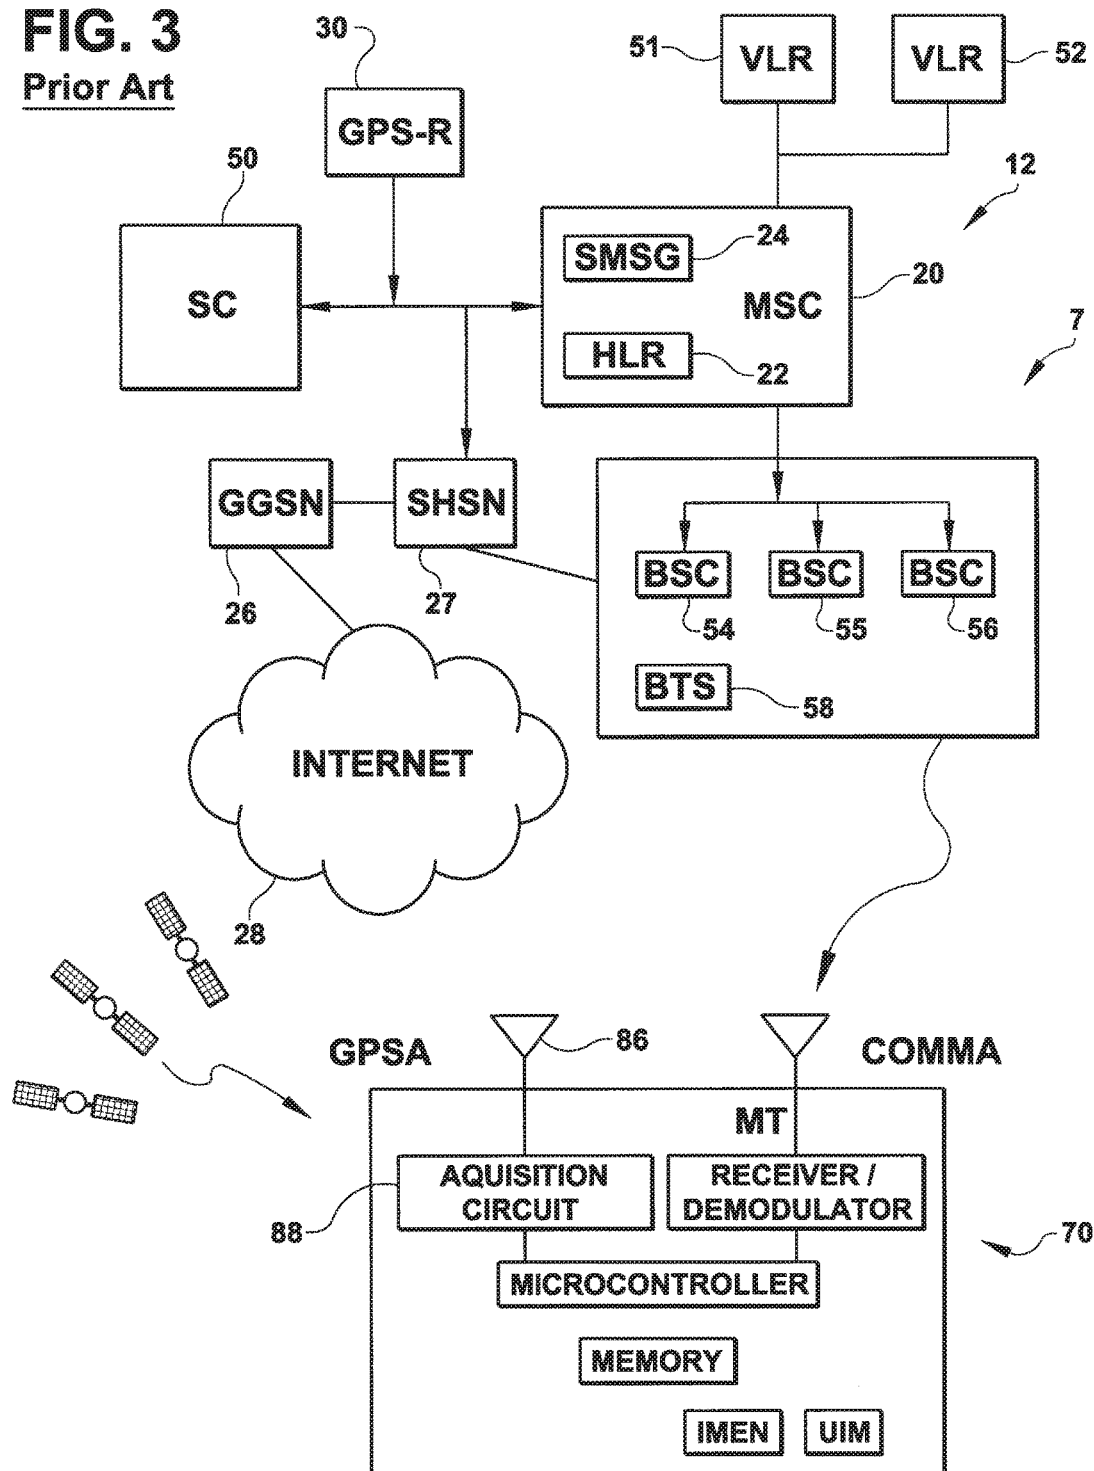 FIG. 3
Prior Art
30
51
VLR
VLR
52
GPS-R
50
12
SMSG
24
20
SC
MSC
HLR
22
7
GGSN
SHSN
26
27
BSC
BSC
BSC
54
55
56
BTS
58
INTERNET
28
GPSA
86
COMMA
MT
AQUISITION
CIRCUIT
RECEIVER /
DEMODULATOR
88
70
MICROCONTROLLER
MEMORY
IMEN
UIM